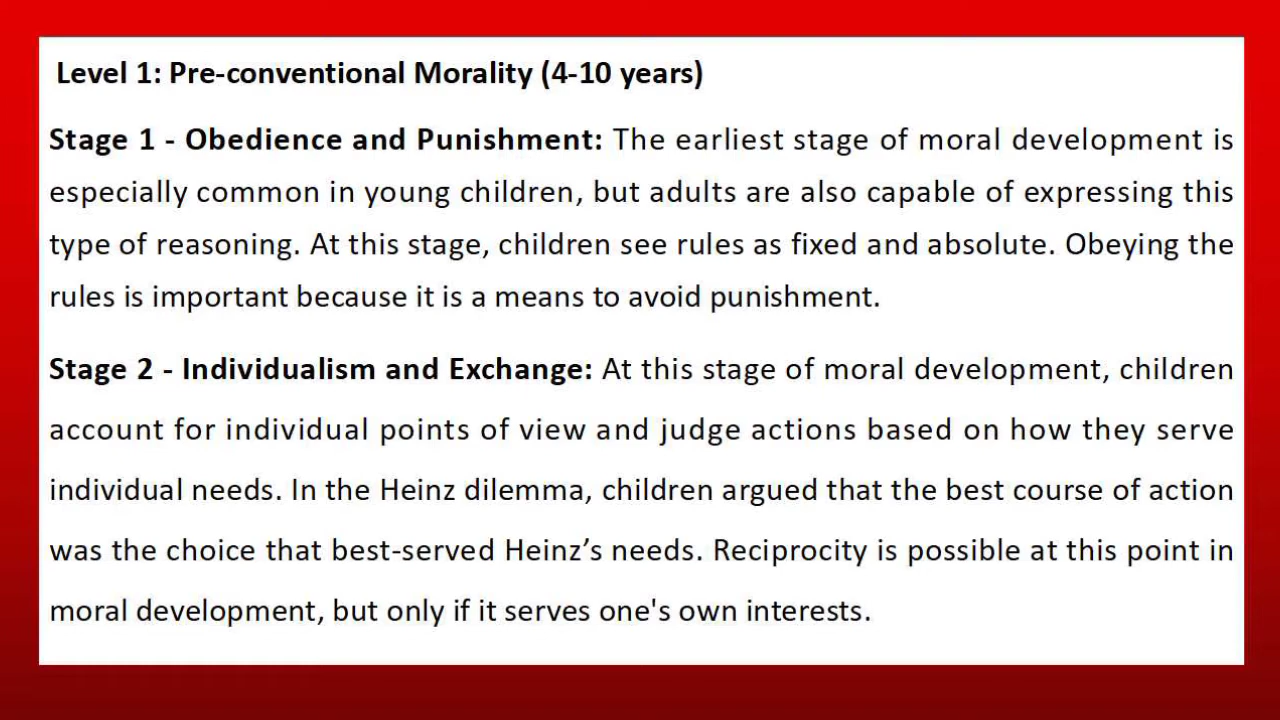 Level 1: Pre-conventional Morality (4-10 years)
Stage 1 - Obedience and Punishment: The earliest stage of moral development is
especially common in young children, but adults are also capable of expressing this
type of reasoning. At this stage, children see rules as fixed and absolute. Obeying the
rules is important because it is a means to avoid punishment.
Stage 2 - Individualism and Exchange: At this stage of moral development, children
account for individual points of view and judge actions based on how they serve
individual needs. In the Heinz dilemma, children argued that the best course of action
was the choice that best-served Heinz’s needs. Reciprocity is possible at this point in
moral development, but only if it serves one's own interests.